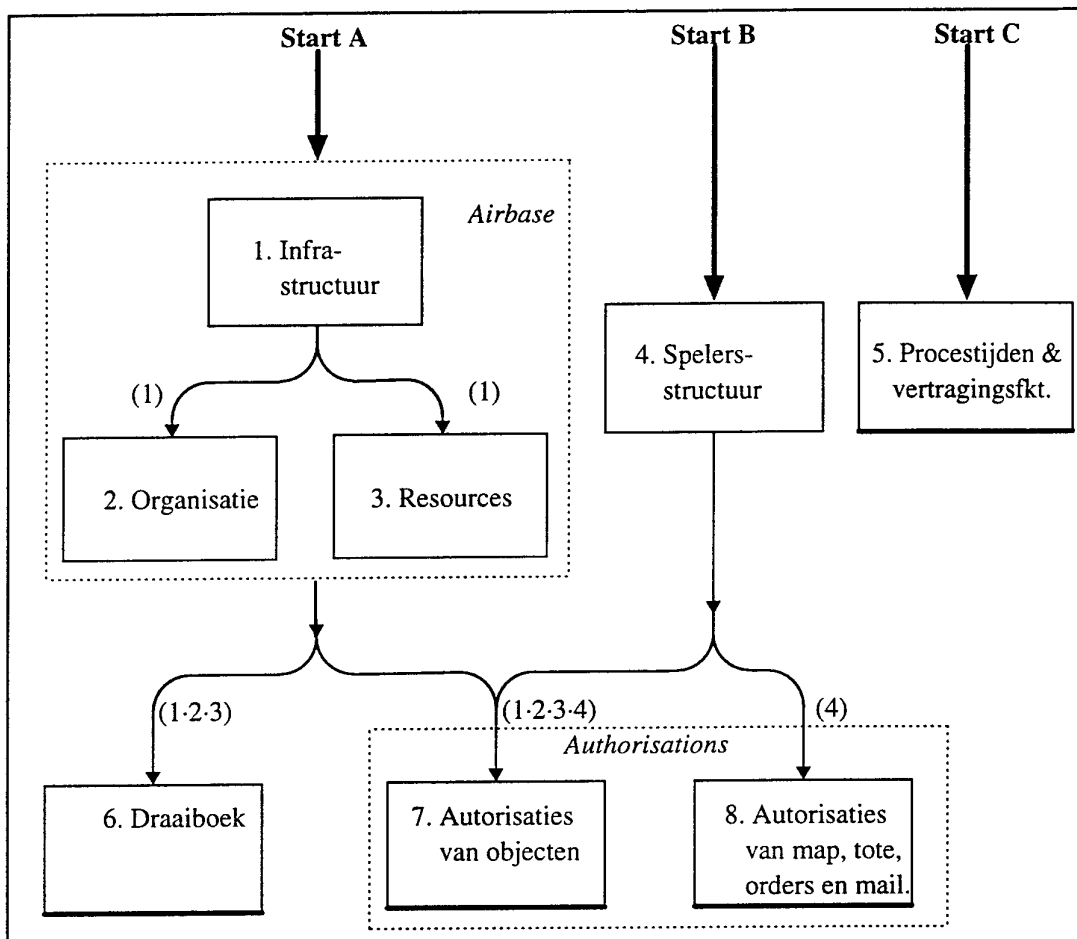 Start A
Start B
Start C
Airbase
1. Infra-
structuur
4. Spelers-
structuur
5. Procestijden &
vertragingsfkt.
(1)
(1)
2. Organisatie
3. Resources
(1·2·3)
(1·2·3·4)
(4)
Authorisations
6. Draaiboek
7. Autorisaties
van objecten
8. Autorisaties
van map, tote,
orders en mail.